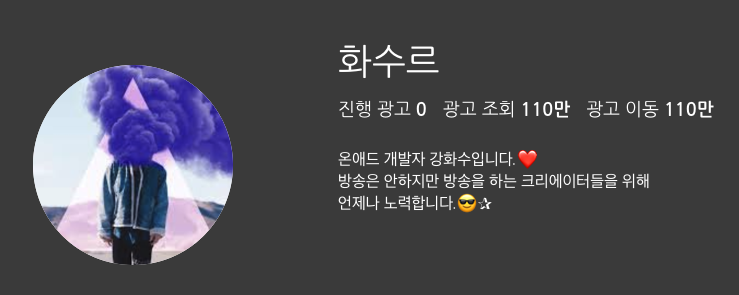 화수르
진행 광고 0 광고 조회 110만 광고 이동 110만
온애드 개발자 강화수입니다.❤️
방송은 안하지만 방송을 하는 크리에이터들을 위해
언제나 노력합니다.😎✰